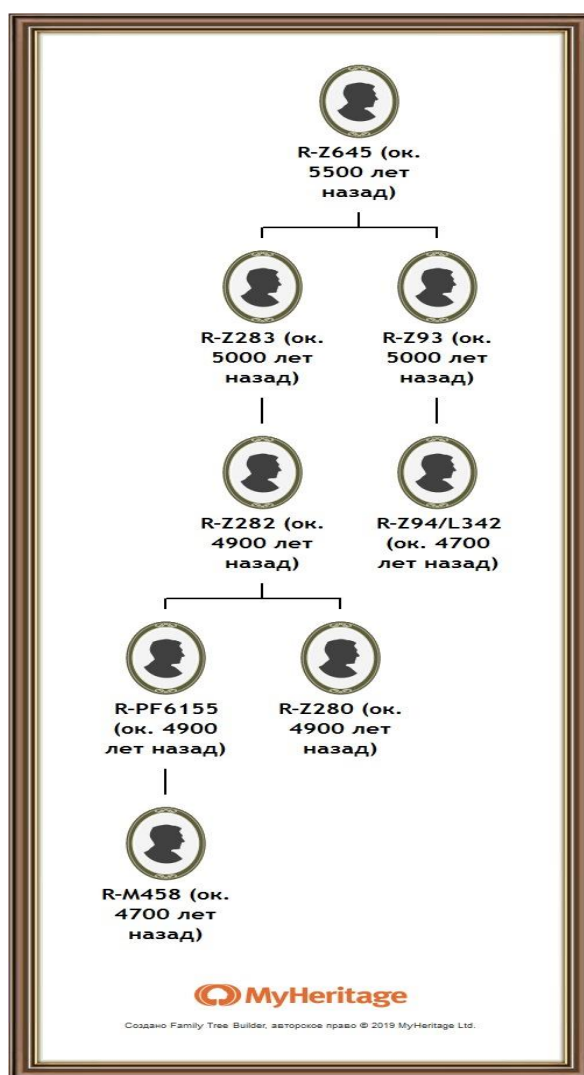 R-Z645 (ок.
5500 лет
назад)
R-Z283 (ок.
5000 лет
назад)
R-Z93 (ок.
5000 лет
назад)
R-Z282 (ок.
4900 лет
назад)
R-Z94/L342
(ок. 4700
лет назад)
R-PF6155
(ок. 4900
лет назад)
R-Z280 (ок.
4900 лет
назад)
R-M458 (ок.
4700 лет
назад)
MyHeritage
Создано Family Tree Builder, авторское право © 2019 MyHeritage Ltd.